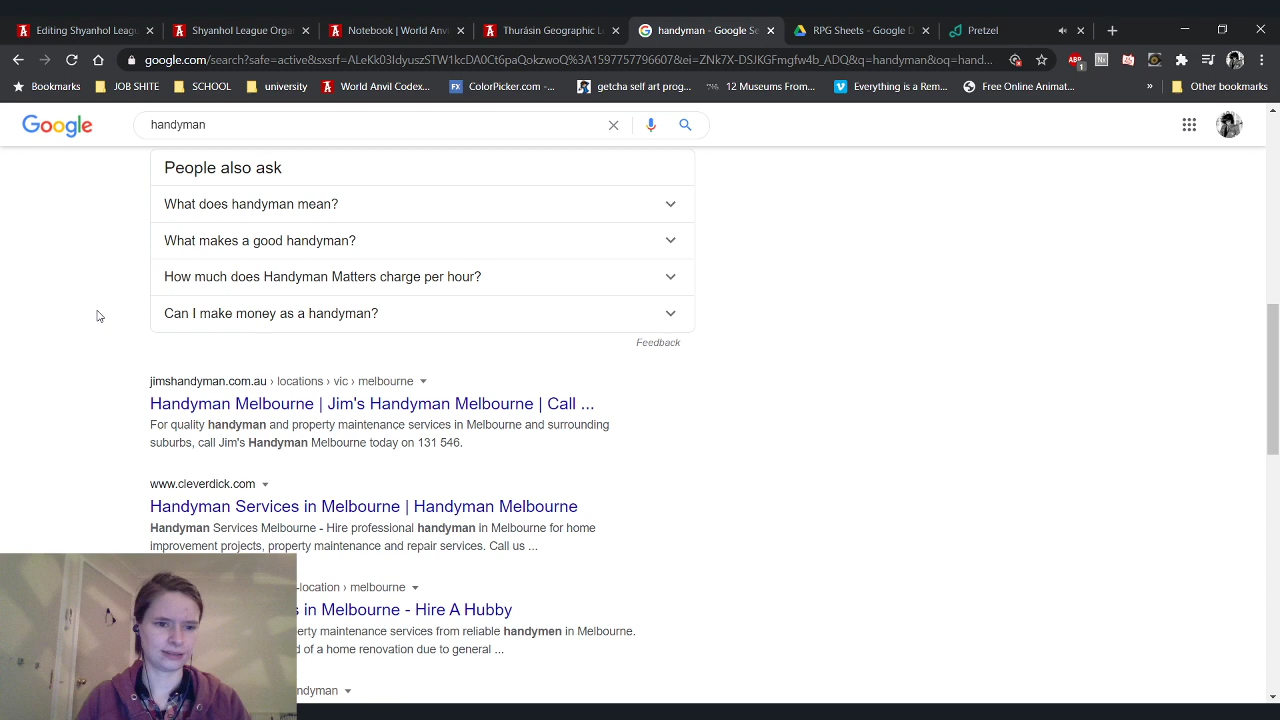 Editing Shyanhol Leagu
Shyanhol League Organ
Notebook | World Anvi
Thurásin Geographic La
handyman - Google Se
RPG Sheets - Google D
Pretzel
google.com/search?safe=active&sxsrf=ALeKk03IdyuszSTW1kcDA0Ct6paQokzwoQ%3A1597757796607&ei=ZNk7X-DSJKGFmgfw4b_ADQ&q=handyman&oq=hand...
Bookmarks
JOB SHITE
SCHOOL
university
World Anvil Codex...
ColorPicker.com -...
getcha self art prog...
12 Museums From...
Everything is a Rem...
Free Online Animat...
»
Other bookmarks
Google
handyman
People also ask
What does handyman mean?
What makes a good handyman?
How much does Handyman Matters charge per hour?
Can I make money as a handyman?
Feedback
jimshandyman.com.au › locations › vic › melbourne
Handyman Melbourne | Jim's Handyman Melbourne | Call ...
For quality handyman and property maintenance services in Melbourne and surrounding
suburbs, call Jim's Handyman Melbourne today on 131 546.
www.cleverdick.com
Handyman Services in Melbourne | Handyman Melbourne
Handyman Services Melbourne - Hire professional handyman in Melbourne for home
improvement projects, property maintenance and repair services. Call us ...
-location › melbourne
s in Melbourne - Hire A Hubby
erty maintenance services from reliable handymen in Melbourne.
d of a home renovation due to general ...
ndyman